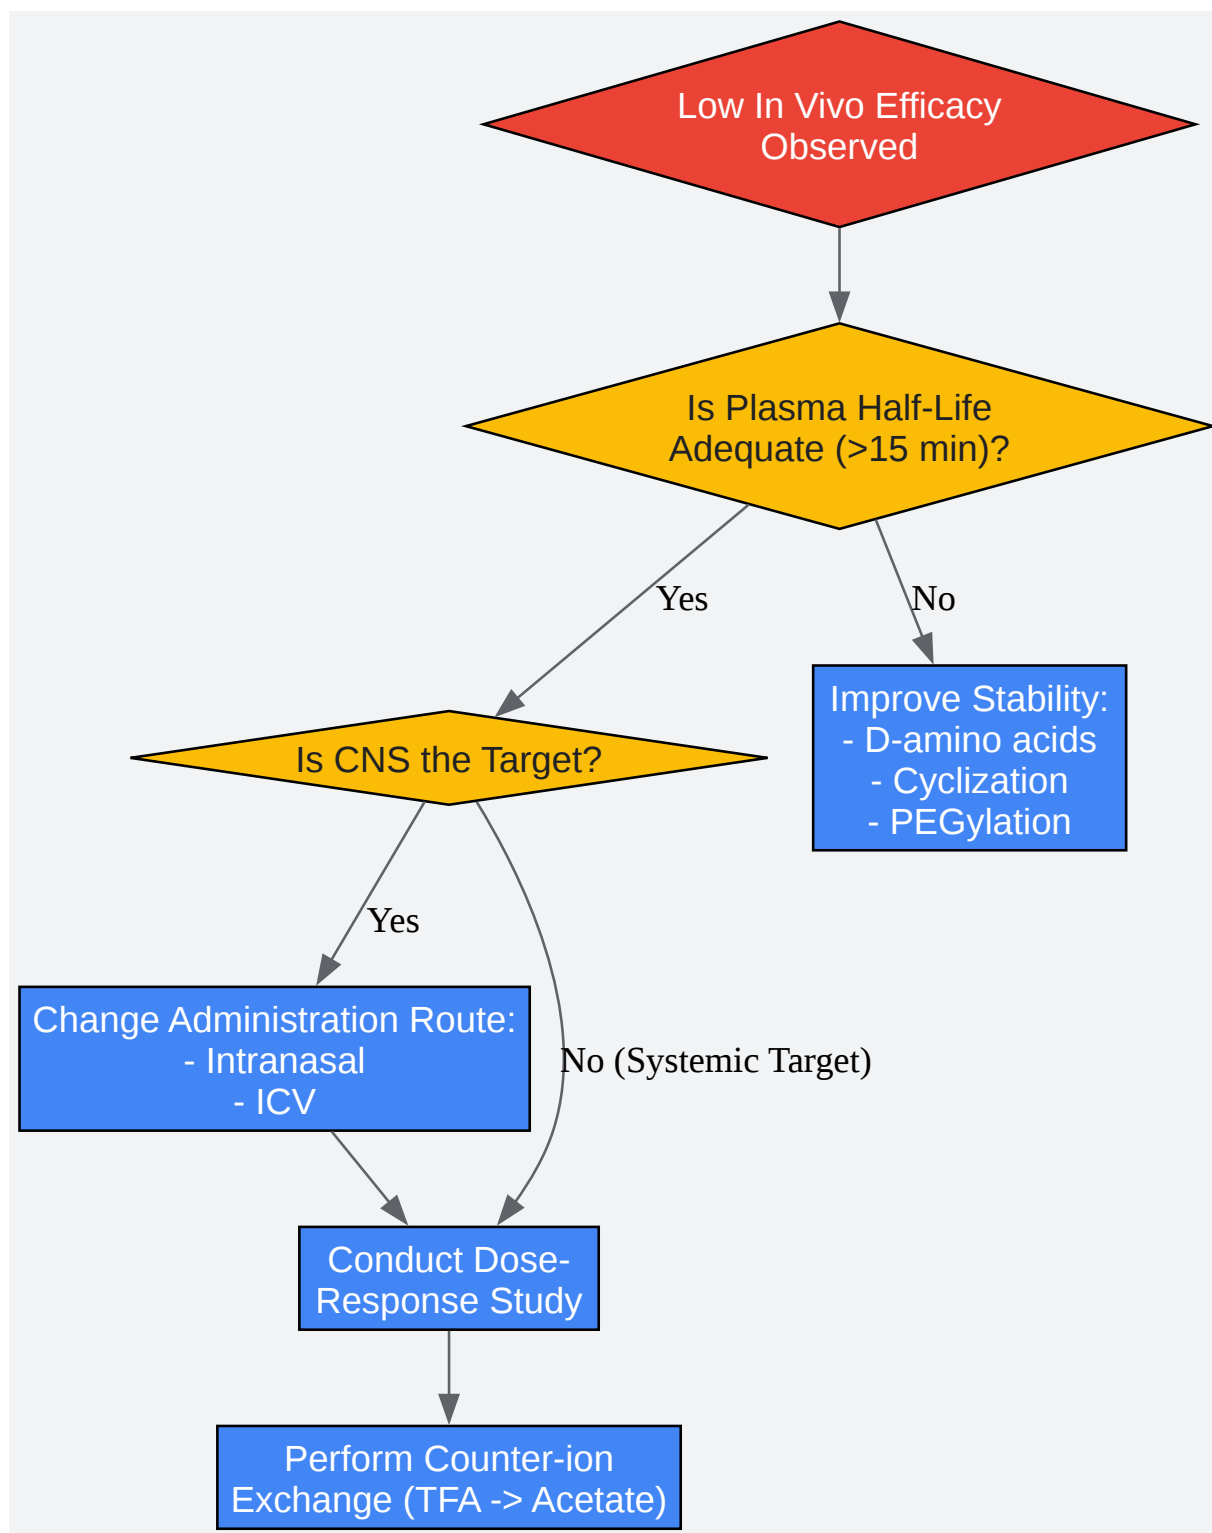 Low In Vivo Efficacy
Observed
Is Plasma Half-Life
Adequate (>15 min)?
Yes
No
Improve Stability:
- D-amino acids
- Cyclization
- PEGylation
Is CNS the Target?
Yes
No (Systemic Target)
Change Administration Route:
- Intranasal
- ICV
Conduct Dose-
Response Study
Perform Counter-ion
Exchange (TFA -> Acetate)